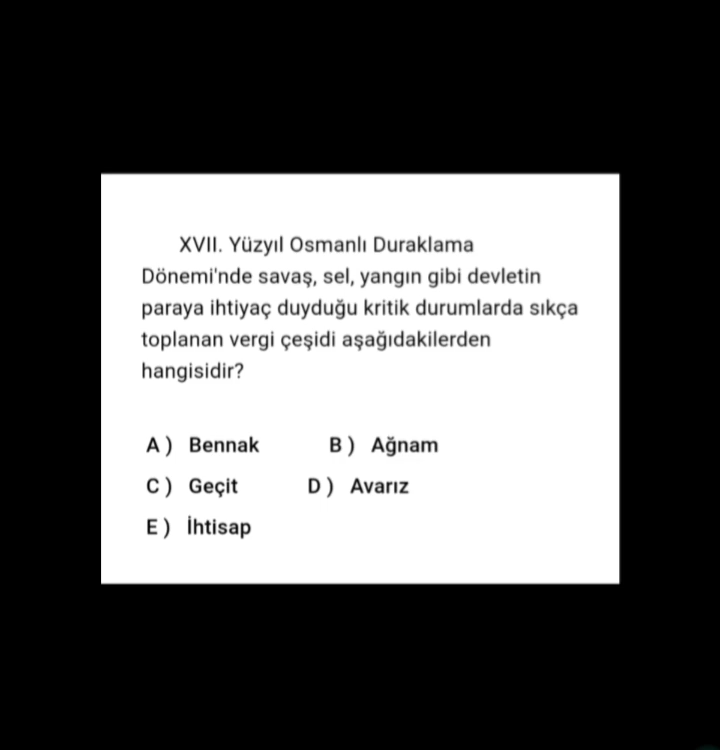 XVII. Yüzyıl Osmanlı Duraklama
Dönemi'nde savaş, sel, yangın gibi devletin
paraya ihtiyaç duyduğu kritik durumlarda sıkça
toplanan vergi çeşidi aşağıdakilerden
hangisidir?
A ) Bennak B ) Ağnam
C ) Geçit D ) Avarız
E ) İhtisap